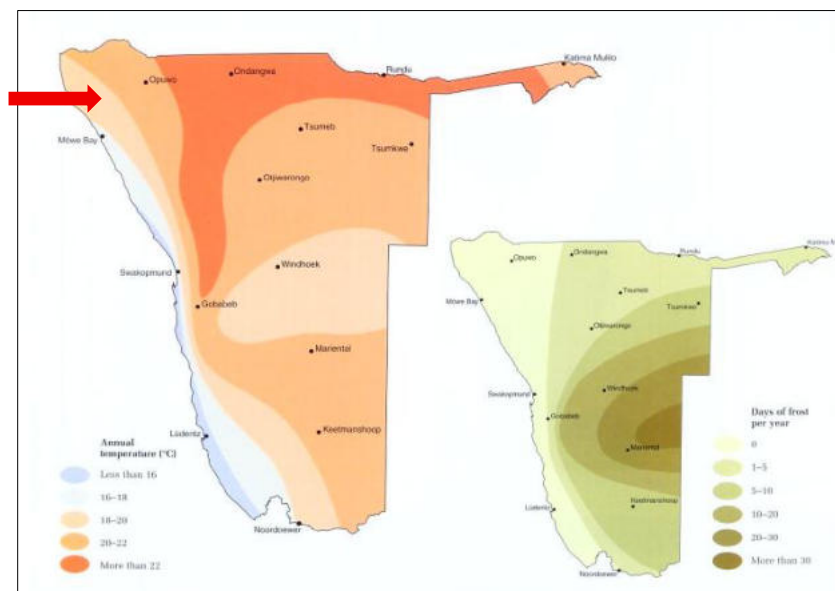 Opuwo
Ondangwa
Rundu
Katima Mulilo
Möwe Bay
Tsumeb
Tsumkwe
Otjiwarongo
Swakopmund
Windhoek
Gobabeb
Mariental
Lüderitz
Keetmanshoop
Noordoewer
Annual
temperature (°C)
Less than 16
16–18
18–20
20–22
More than 22
Opuwo
Ondangwa
Rundu
Katima M
Möwe Bay
Tsumeb
Tsumkwe
Otjiwarongo
Swakopmund
Windhoek
Gobabeb
Mariental
Lüderitz
Keetmanshoop
Noordoewer
Days of frost
per year
0
1–5
5–10
10–20
20–30
More than 30